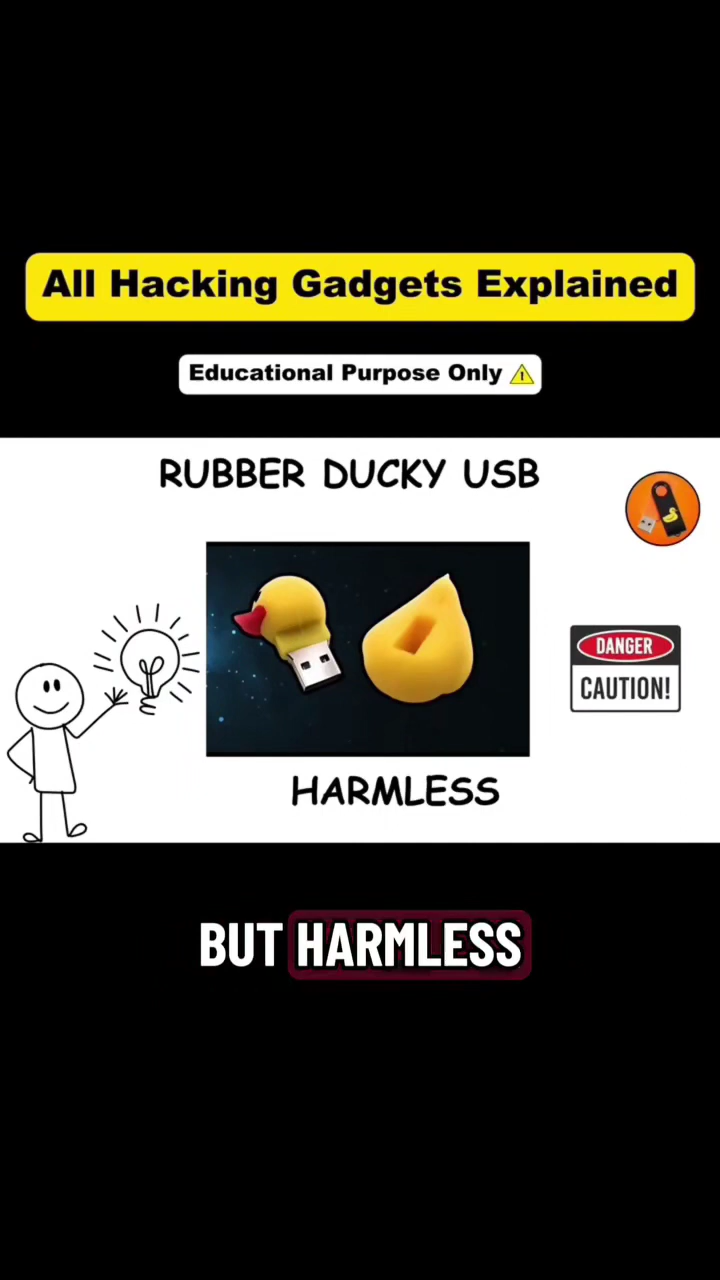 All Hacking Gadgets Explained
Educational Purpose Only ⚠️
RUBBER DUCKY USB
DANGER
CAUTION!
HARMLESS
BUT HARMLESS